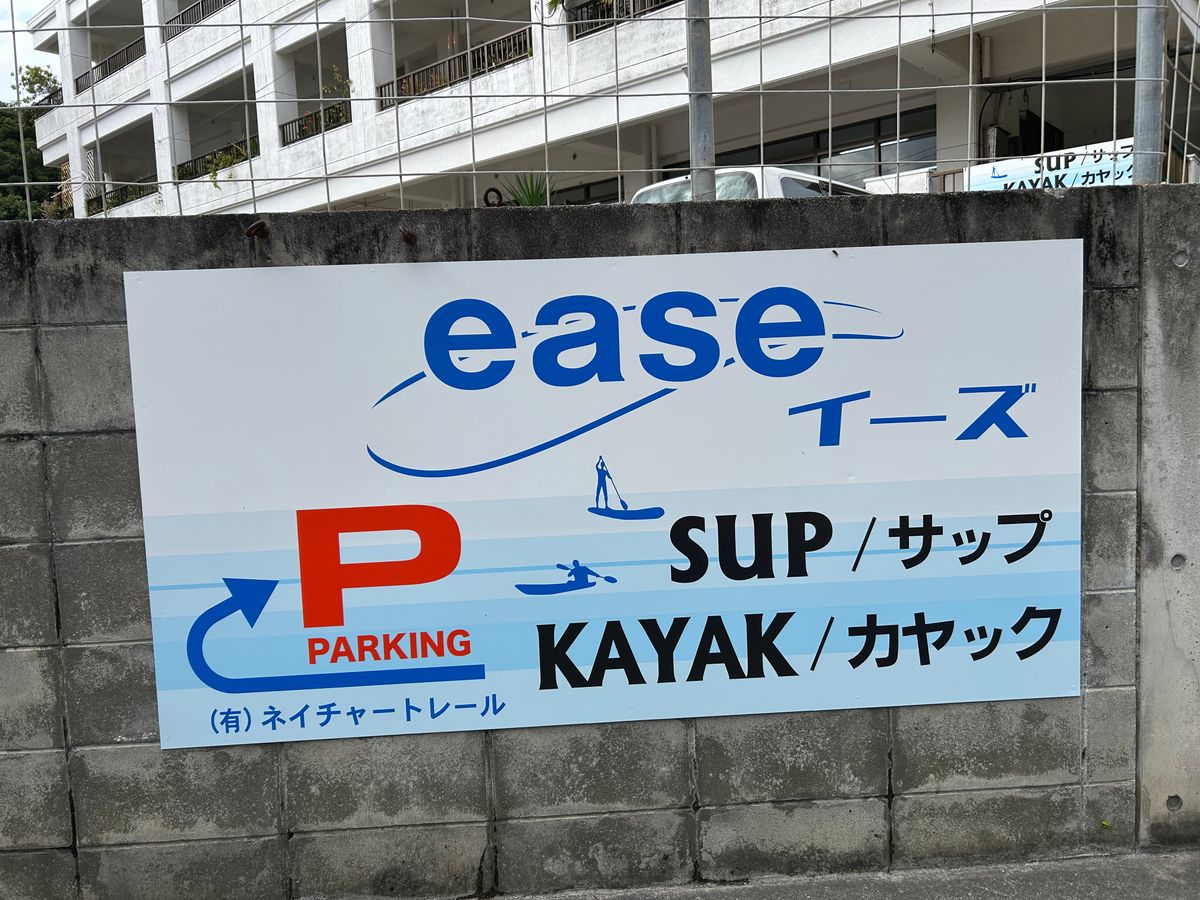 SUP/サップ
KAYAK/カヤック
ease
イーズ
P
PARKING
SUP/サップ
KAYAK/カヤック
(有)ネイチャートレール